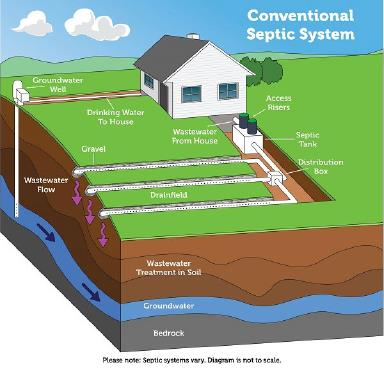 Conventional
Septic System
Groundwater
Well
Drinking Water
To House
Access
Risers
Wastewater
From House
Septic
Tank
Gravel
Distribution
Box
Wastewater
Flow
Drainfield
Wastewater
Treatment in Soil
Groundwater
Bedrock
Please note: Septic systems vary. Diagram is not to scale.